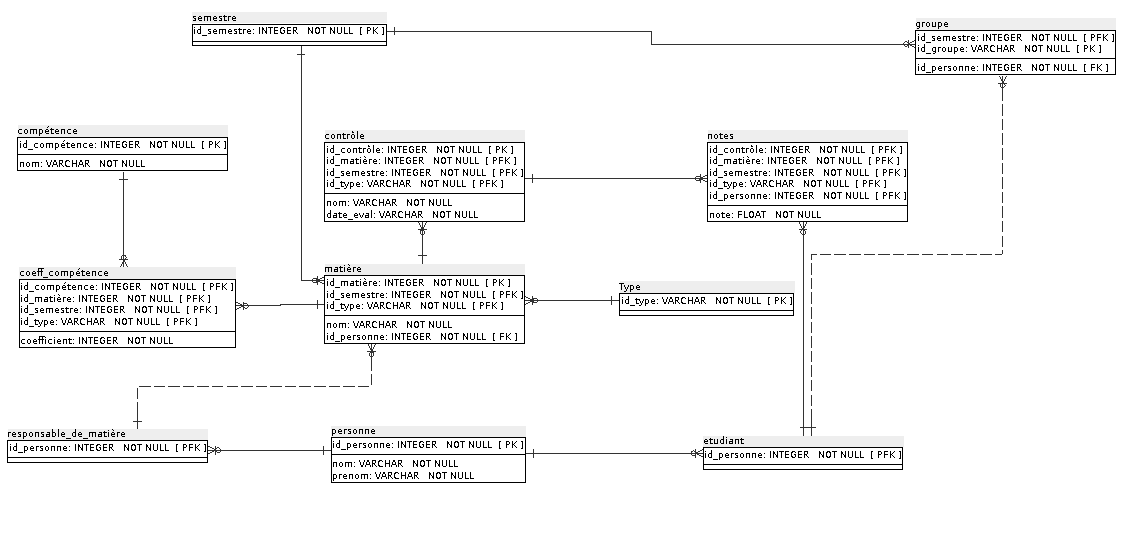 semestre
id_semestre: INTEGER NOT NULL [ PK ]
groupe
id_semestre: INTEGER NOT NULL [ PFK ]
id_groupe: VARCHAR NOT NULL [ PK ]
id_personne: INTEGER NOT NULL [ FK ]
compétence
id_compétence: INTEGER NOT NULL [ PK ]
nom: VARCHAR NOT NULL
contrôle
id_contrôle: INTEGER NOT NULL [ PK ]
id_matière: INTEGER NOT NULL [ PFK ]
id_semestre: INTEGER NOT NULL [ PFK ]
id_type: VARCHAR NOT NULL [ PFK ]
nom: VARCHAR NOT NULL
date_eval: VARCHAR NOT NULL
notes
id_contrôle: INTEGER NOT NULL [ PFK ]
id_matière: INTEGER NOT NULL [ PFK ]
id_semestre: INTEGER NOT NULL [ PFK ]
id_type: VARCHAR NOT NULL [ PFK ]
id_personne: INTEGER NOT NULL [ PFK ]
note: FLOAT NOT NULL
coeff_compétence
id_compétence: INTEGER NOT NULL [ PFK ]
id_matière: INTEGER NOT NULL [ PFK ]
id_semestre: INTEGER NOT NULL [ PFK ]
id_type: VARCHAR NOT NULL [ PFK ]
coefficient: INTEGER NOT NULL
matière
id_matière: INTEGER NOT NULL [ PK ]
id_semestre: INTEGER NOT NULL [ PFK ]
id_type: VARCHAR NOT NULL [ PFK ]
nom: VARCHAR NOT NULL
id_personne: INTEGER NOT NULL [ FK ]
Type
id_type: VARCHAR NOT NULL [ PK ]
responsable_de_matière
id_personne: INTEGER NOT NULL [ PFK ]
personne
id_personne: INTEGER NOT NULL [ PK ]
nom: VARCHAR NOT NULL
prenom: VARCHAR NOT NULL
etudiant
id_personne: INTEGER NOT NULL [ PFK ]